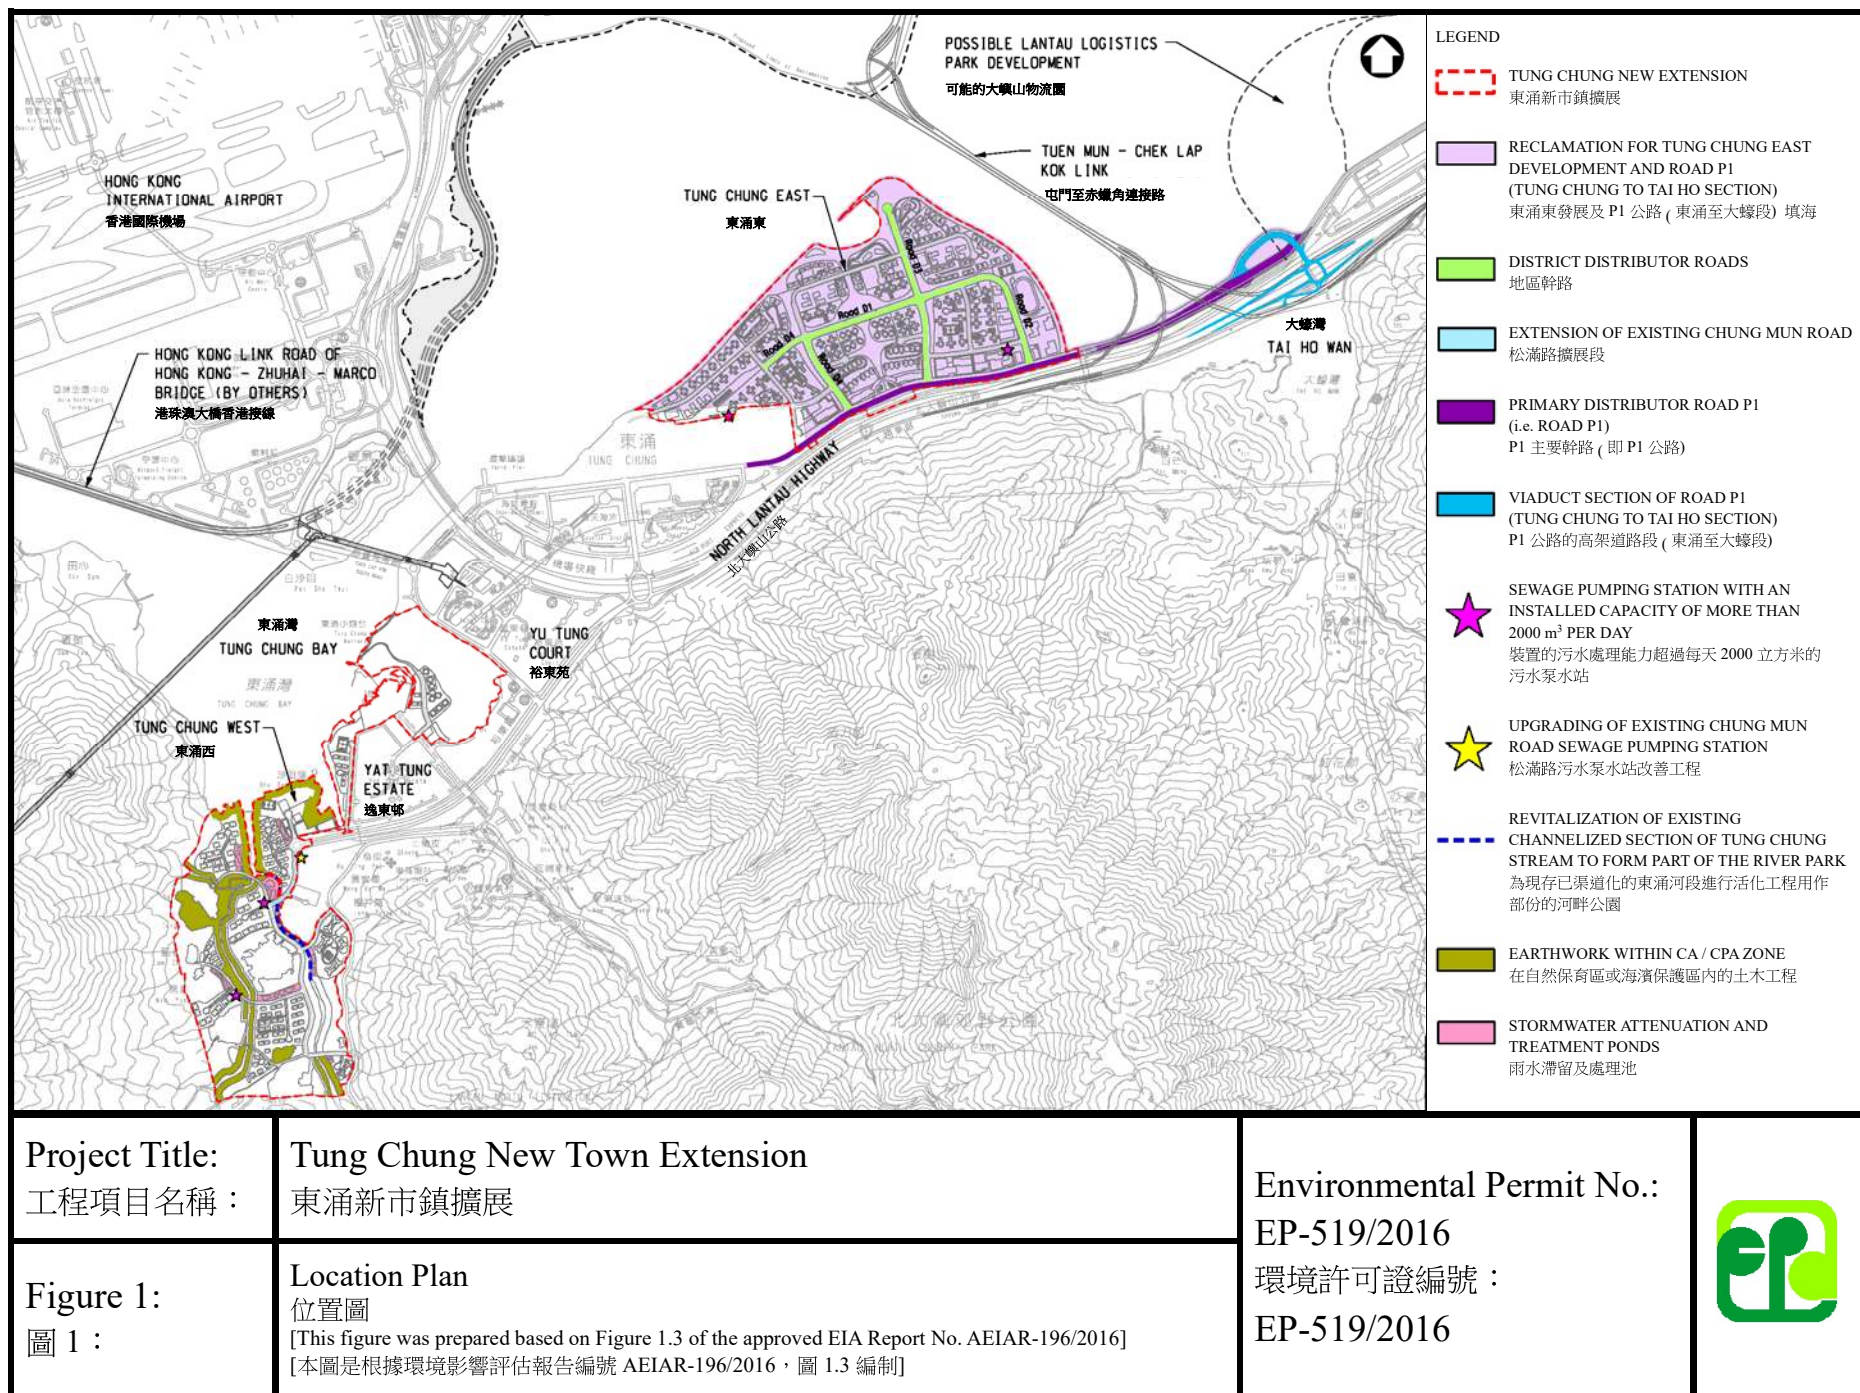 POSSIBLE LANTAU LOGISTICS
PARK DEVELOPMENT
可能的大嶼山物流園
TUEN MUN - CHEK LAP
KOK LINK
屯門至赤鱲角連接路
HONG KONG
INTERNATIONAL AIRPORT
香港國際機場
TUNG CHUNG EAST
東涌東
Road D3
Road D1
Road D2
Road D4
大蠔灣
TAI HO WAN
HONG KONG LINK ROAD OF
HONG KONG - ZHUHAI - MARCO
BRIDGE (BY OTHERS)
港珠澳大橋香港接線
東涌
TUNG CHUNG
NORTH LANTAU HIGHWAY
北大嶼山公路
東涌灣
TUNG CHUNG BAY
東涌灣
TUNG CHUNG BAY
YU TUNG
COURT
裕東苑
TUNG CHUNG WEST
東涌西
YAT TUNG
ESTATE
逸東邨
LEGEND
TUNG CHUNG NEW EXTENSION
東涌新市鎮擴展
RECLAMATION FOR TUNG CHUNG EAST
DEVELOPMENT AND ROAD P1
(TUNG CHUNG TO TAI HO SECTION)
東涌東發展及 P1 公路 ( 東涌至大蠔段) 填海
DISTRICT DISTRIBUTOR ROADS
地區幹路
EXTENSION OF EXISTING CHUNG MUN ROAD
松滿路擴展段
PRIMARY DISTRIBUTOR ROAD P1
(i.e. ROAD P1)
P1 主要幹路 ( 即 P1 公路)
VIADUCT SECTION OF ROAD P1
(TUNG CHUNG TO TAI HO SECTION)
P1 公路的高架道路段 ( 東涌至大蠔段)
SEWAGE PUMPING STATION WITH AN
INSTALLED CAPACITY OF MORE THAN
2000 m³ PER DAY
裝置的污水處理能力超過每天 2000 立方米的
污水泵水站
UPGRADING OF EXISTING CHUNG MUN
ROAD SEWAGE PUMPING STATION
松滿路污水泵水站改善工程
REVITALIZATION OF EXISTING
CHANNELIZED SECTION OF TUNG CHUNG
STREAM TO FORM PART OF THE RIVER PARK
為現存已渠道化的東涌河段進行活化工程用作
部份的河畔公園
EARTHWORK WITHIN CA / CPA ZONE
在自然保育區或海濱保護區內的土木工程
STORMWATER ATTENUATION AND
TREATMENT PONDS
雨水滯留及處理池
Project Title:
工程項目名稱：
Tung Chung New Town Extension
東涌新市鎮擴展
Figure 1:
圖 1：
Location Plan
位置圖
[This figure was prepared based on Figure 1.3 of the approved EIA Report No. AEIAR-196/2016]
[本圖是根據環境影響評估報告編號 AEIAR-196/2016，圖 1.3 編制]
Environmental Permit No.:
EP-519/2016
環境許可證編號：
EP-519/2016